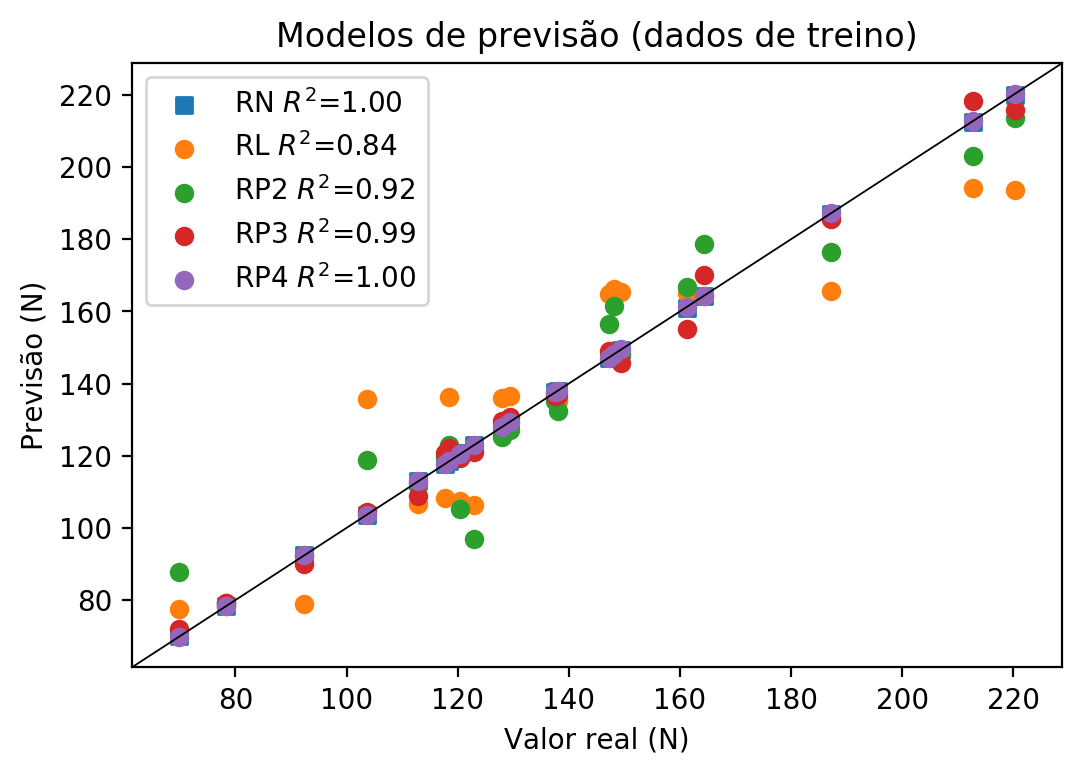 Modelos de previsão (dados de treino)
RN R²=1.00
RL R²=0.84
RP2 R²=0.92
RP3 R²=0.99
RP4 R²=1.00
Previsão (N)
220
200
180
160
140
120
100
80
80 100 120 140 160 180 200 220
Valor real (N)